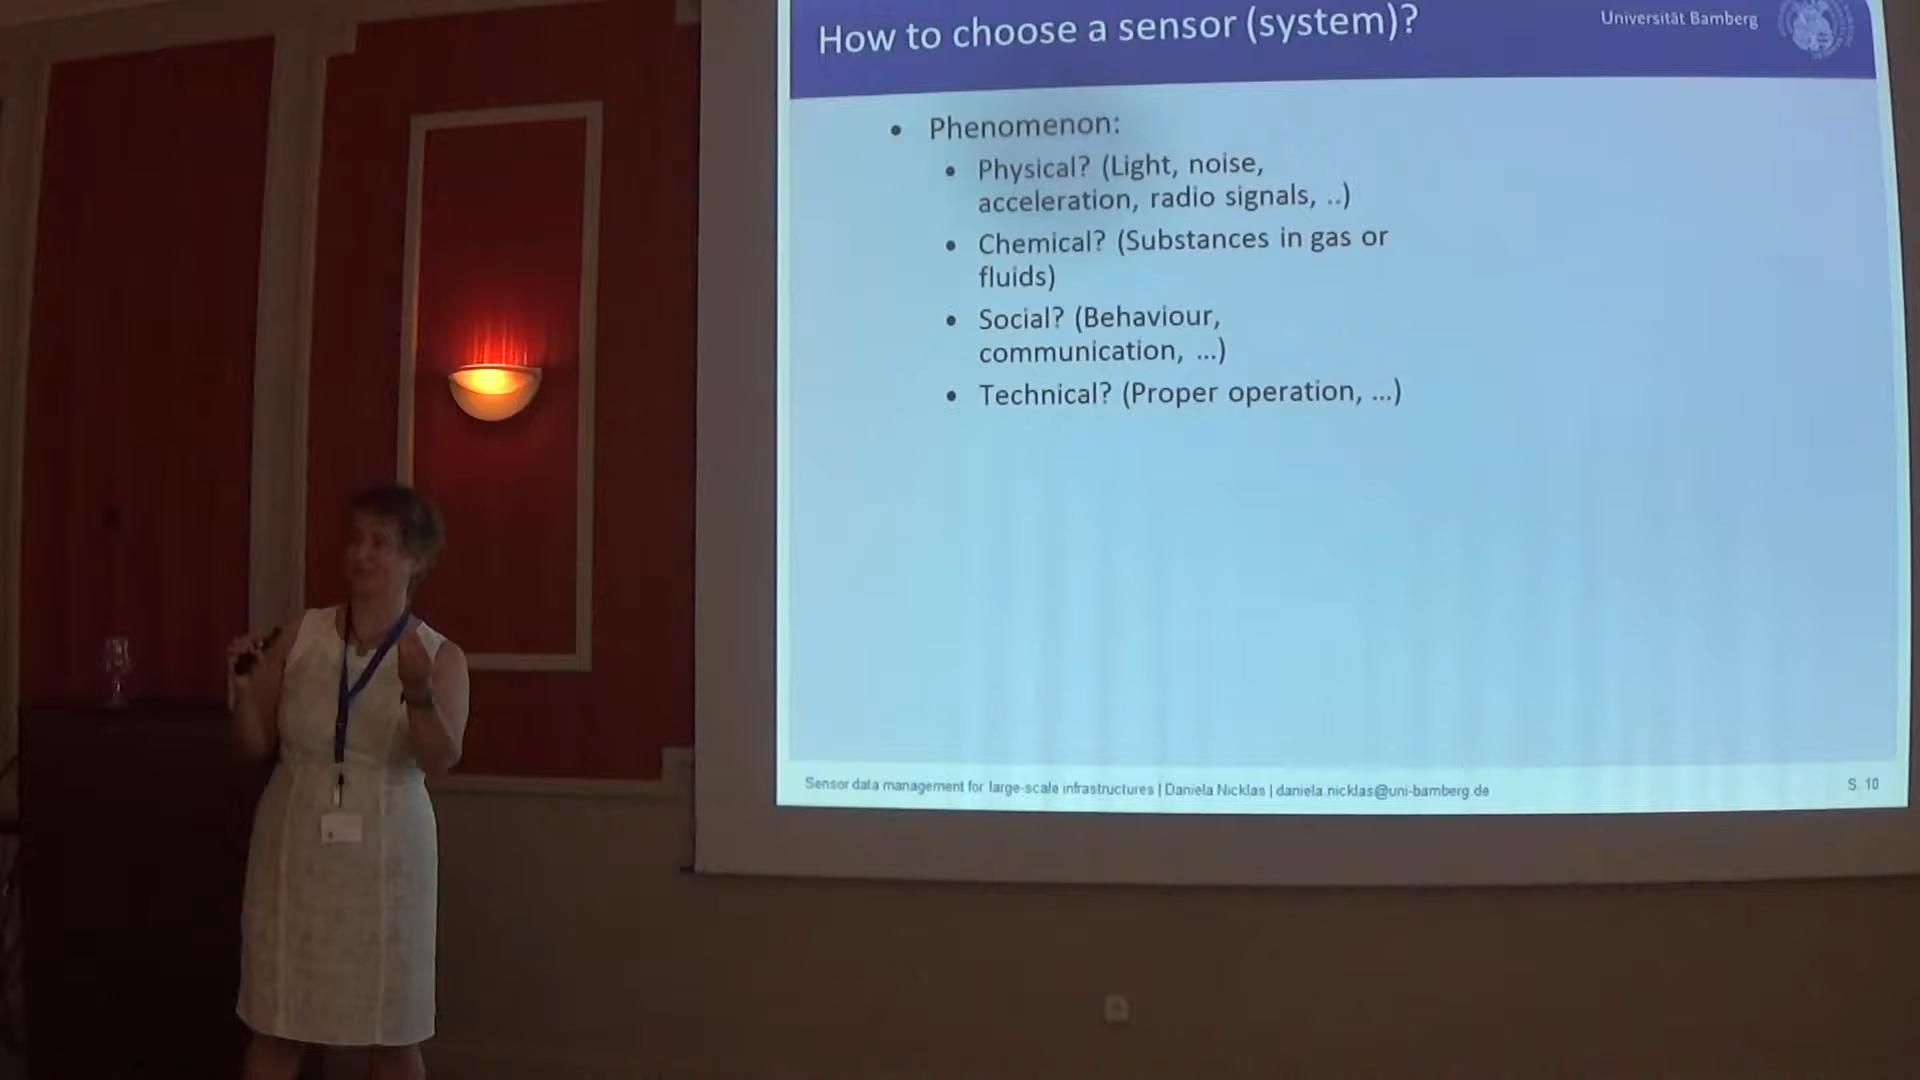 How to choose a sensor (system)?
Universität Bamberg
• Phenomenon:
• Physical? (Light, noise,
acceleration, radio signals, ..)
• Chemical? (Substances in gas or
fluids)
• Social? (Behaviour,
communication, ...)
• Technical? (Proper operation, ...)
Sensor data management for large-scale infrastructures | Daniela Nicklas | daniela.nicklas@uni-bamberg.de
S. 10